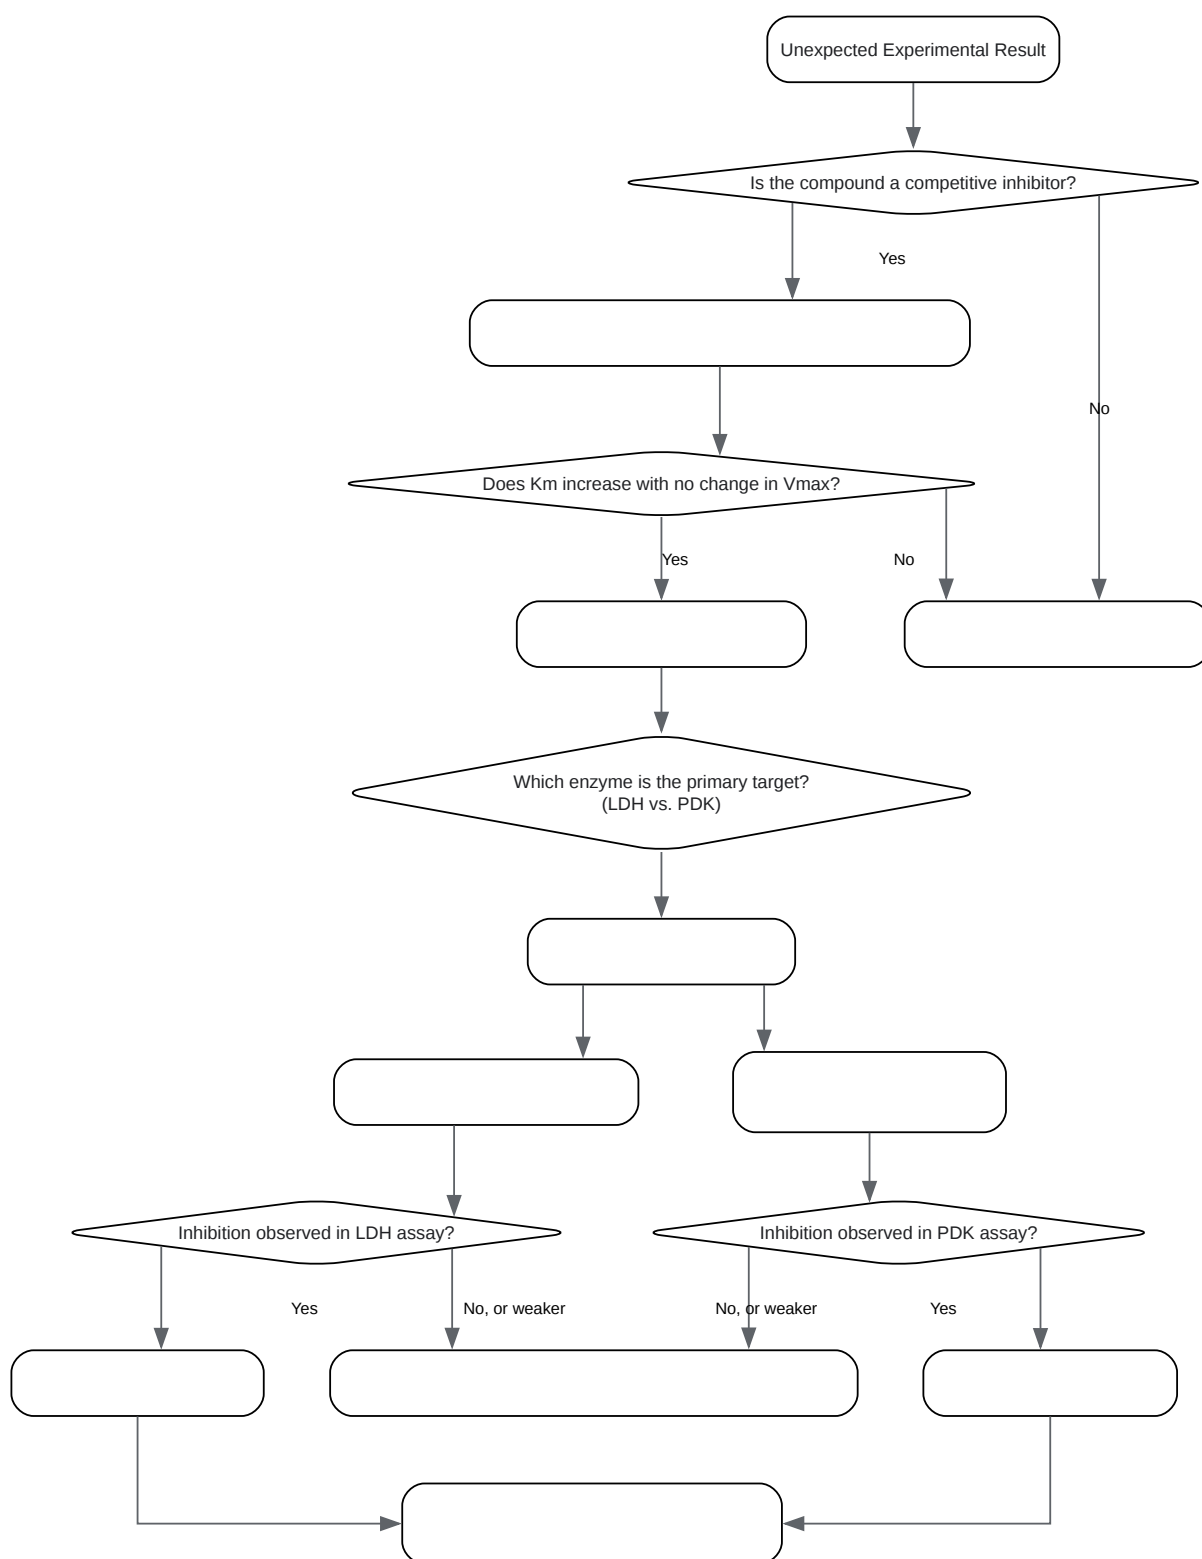 Unexpected Experimental Result
Is the compound a competitive inhibitor?
Yes
No
Does Km increase with no change in Vmax?
Yes
No
Which enzyme is the primary target?
(LDH vs. PDK)
Inhibition observed in LDH assay?
Inhibition observed in PDK assay?
Yes
No, or weaker
No, or weaker
Yes